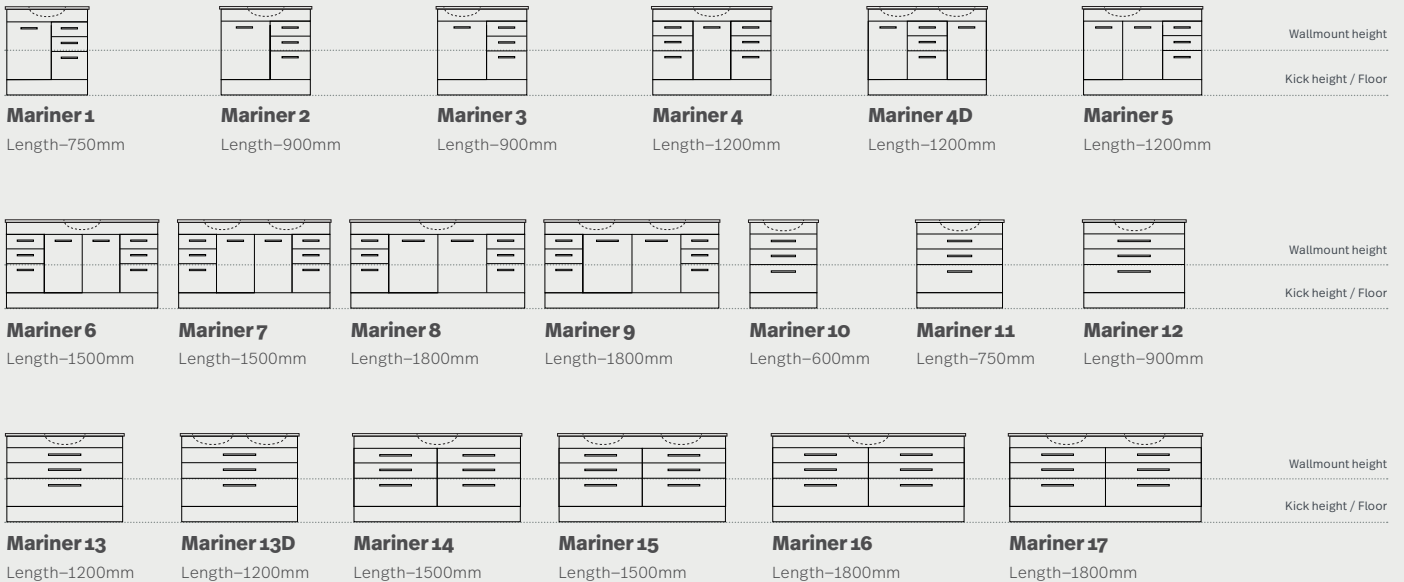 Wallmount height
Kick height / Floor
Mariner 1
Mariner 2
Mariner 3
Mariner 4
Mariner 4D
Mariner 5
Length–750mm
Length–900mm
Length–900mm
Length–1200mm
Length–1200mm
Length–1200mm
Wallmount height
Kick height / Floor
Mariner 6
Mariner 7
Mariner 8
Mariner 9
Mariner 10
Mariner 11
Mariner 12
Length–1500mm
Length–1500mm
Length–1800mm
Length–1800mm
Length–600mm
Length–750mm
Length–900mm
Wallmount height
Kick height / Floor
Mariner 13
Mariner 13D
Mariner 14
Mariner 15
Mariner 16
Mariner 17
Length–1200mm
Length–1200mm
Length–1500mm
Length–1500mm
Length–1800mm
Length–1800mm